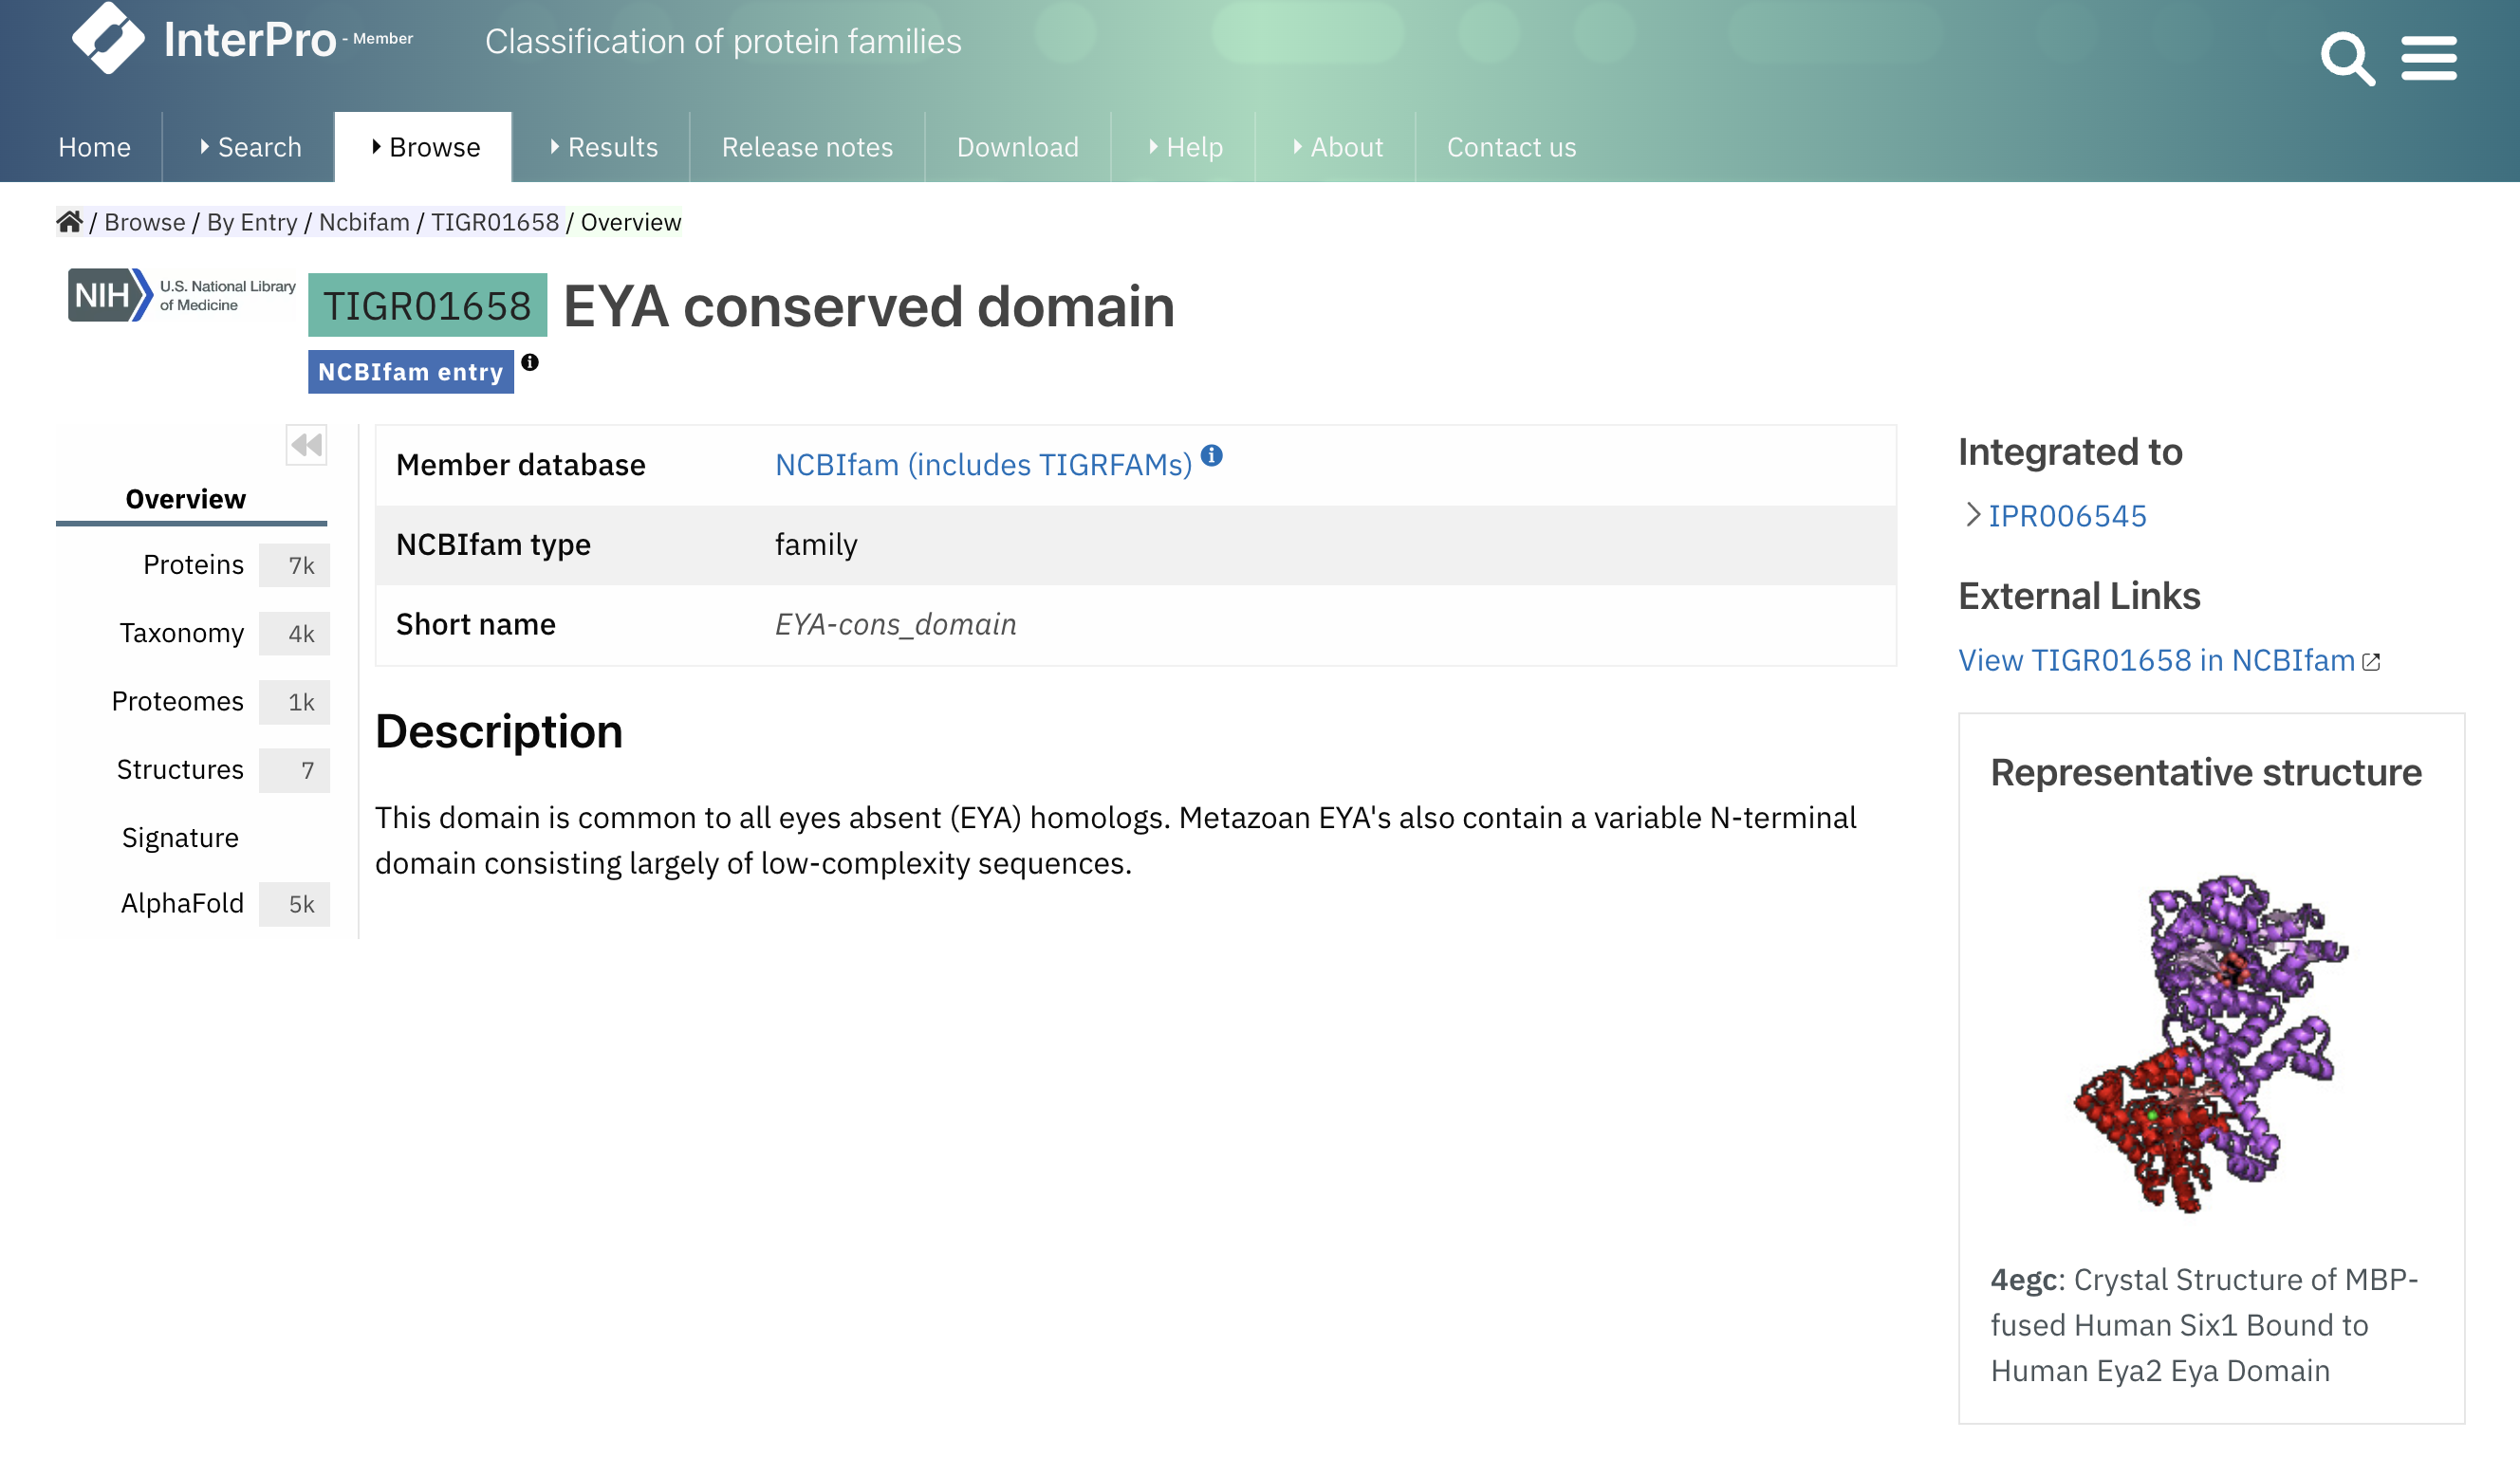 InterPro - Member
Classification of protein families
Home
Search
Browse
Results
Release notes
Download
Help
About
Contact us
/ Browse / By Entry / Ncbifam / TIGR01658 / Overview
NIH U.S. National Library
of Medicine
TIGR01658 EYA conserved domain
NCBIfam entry
Overview
Proteins 7k
Taxonomy 4k
Proteomes 1k
Structures 7
Signature
AlphaFold 5k
Member database NCBIfam (includes TIGRFAMs)
NCBIfam type family
Short name EYA-cons_domain
Description
This domain is common to all eyes absent (EYA) homologs. Metazoan EYA's also contain a variable N-terminal
domain consisting largely of low-complexity sequences.
Integrated to
IPR006545
External Links
View TIGR01658 in NCBIfam
Representative structure
4egc: Crystal Structure of MBP-
fused Human Six1 Bound to
Human Eya2 Eya Domain